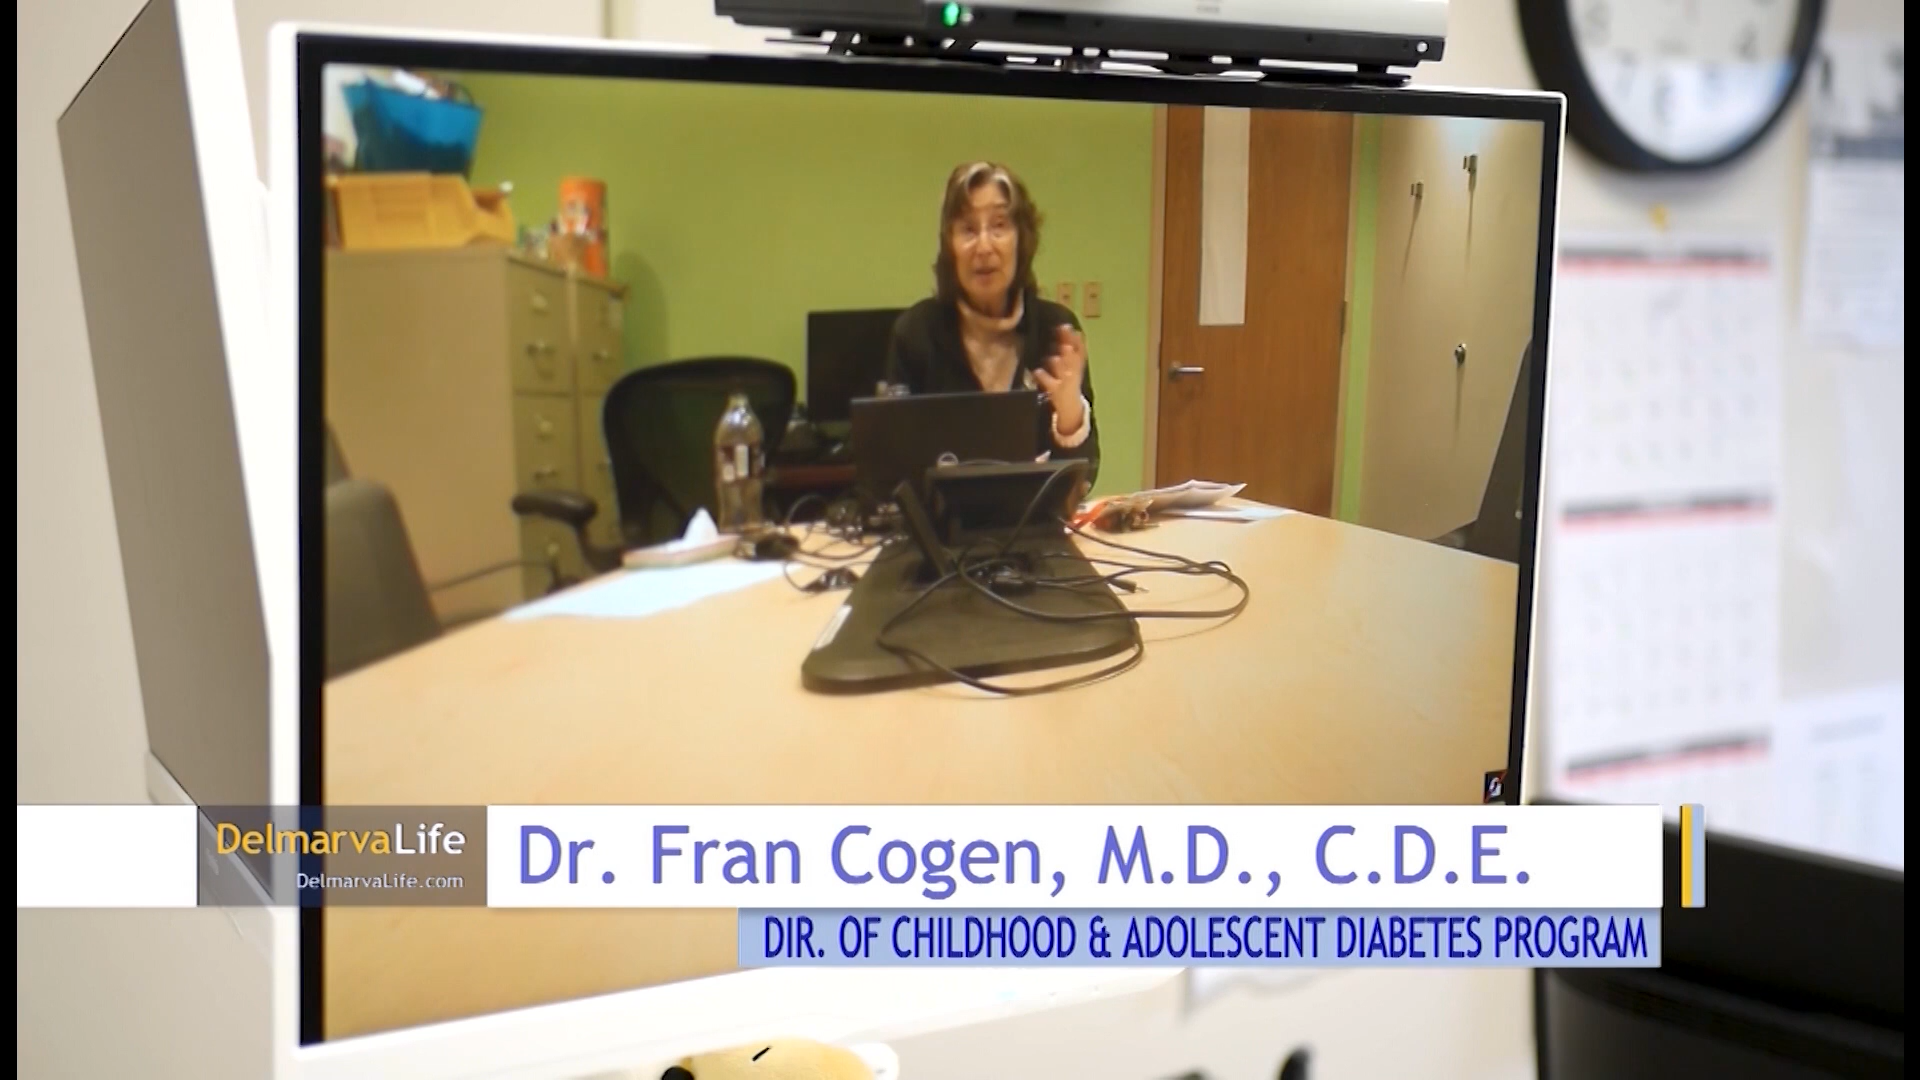 DelmarvaLife
DelmarvaLife.com
Dr. Fran Cogen, M.D., C.D.E.
DIR. OF CHILDHOOD & ADOLESCENT DIABETES PROGRAM